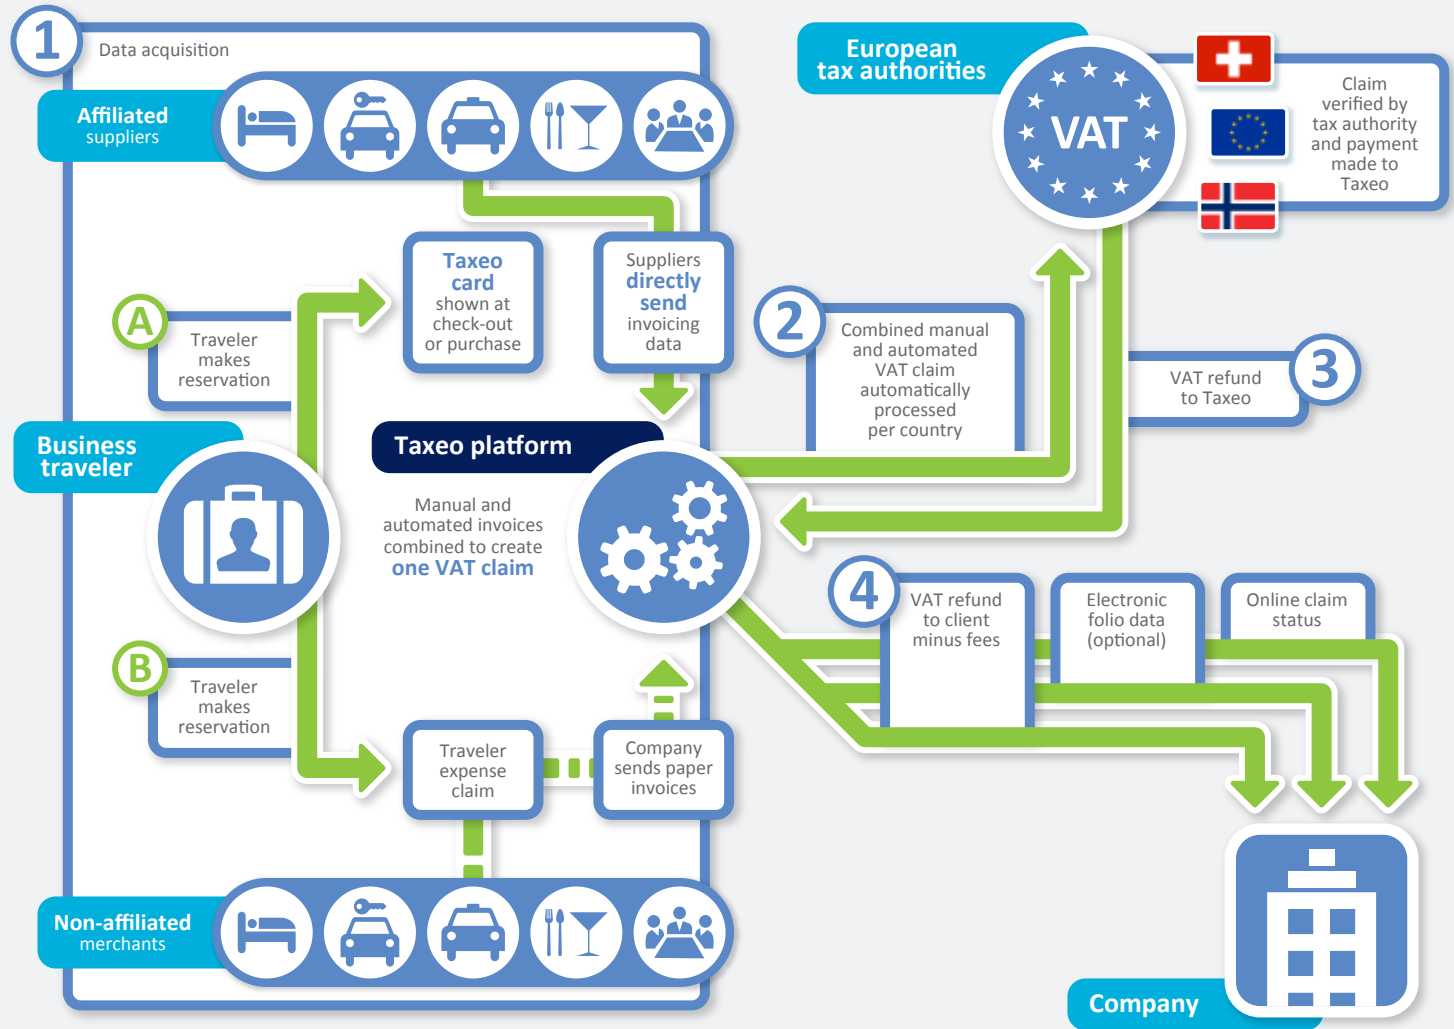 1
Data acquisition
Affiliated
suppliers
A
Traveler
makes
reservation
Taxeo
card
shown at
check-out
or purchase
Suppliers
directly
send
invoicing
data
Business
traveler
Taxeo platform
Manual and
automated invoices
combined to create
one VAT claim
B
Traveler
makes
reservation
Traveler
expense
claim
Company
sends paper
invoices
Non-affiliated
merchants
European
tax authorities
VAT
Claim
verified by
tax authority
and payment
made to
Taxeo
2
Combined manual
and automated
VAT claim
automatically
processed
per country
3
VAT refund
to Taxeo
4
VAT refund
to client
minus fees
Electronic
folio data
(optional)
Online claim
status
Company